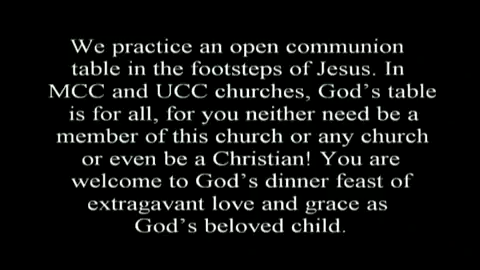 We practice an open communion
table in the footsteps of Jesus. In
MCC and UCC churches, God's table
is for all, for you neither need be a
member of this church or any church
or even be a Christian! You are
welcome to God's dinner feast of
extragavant love and grace as
God's beloved child.